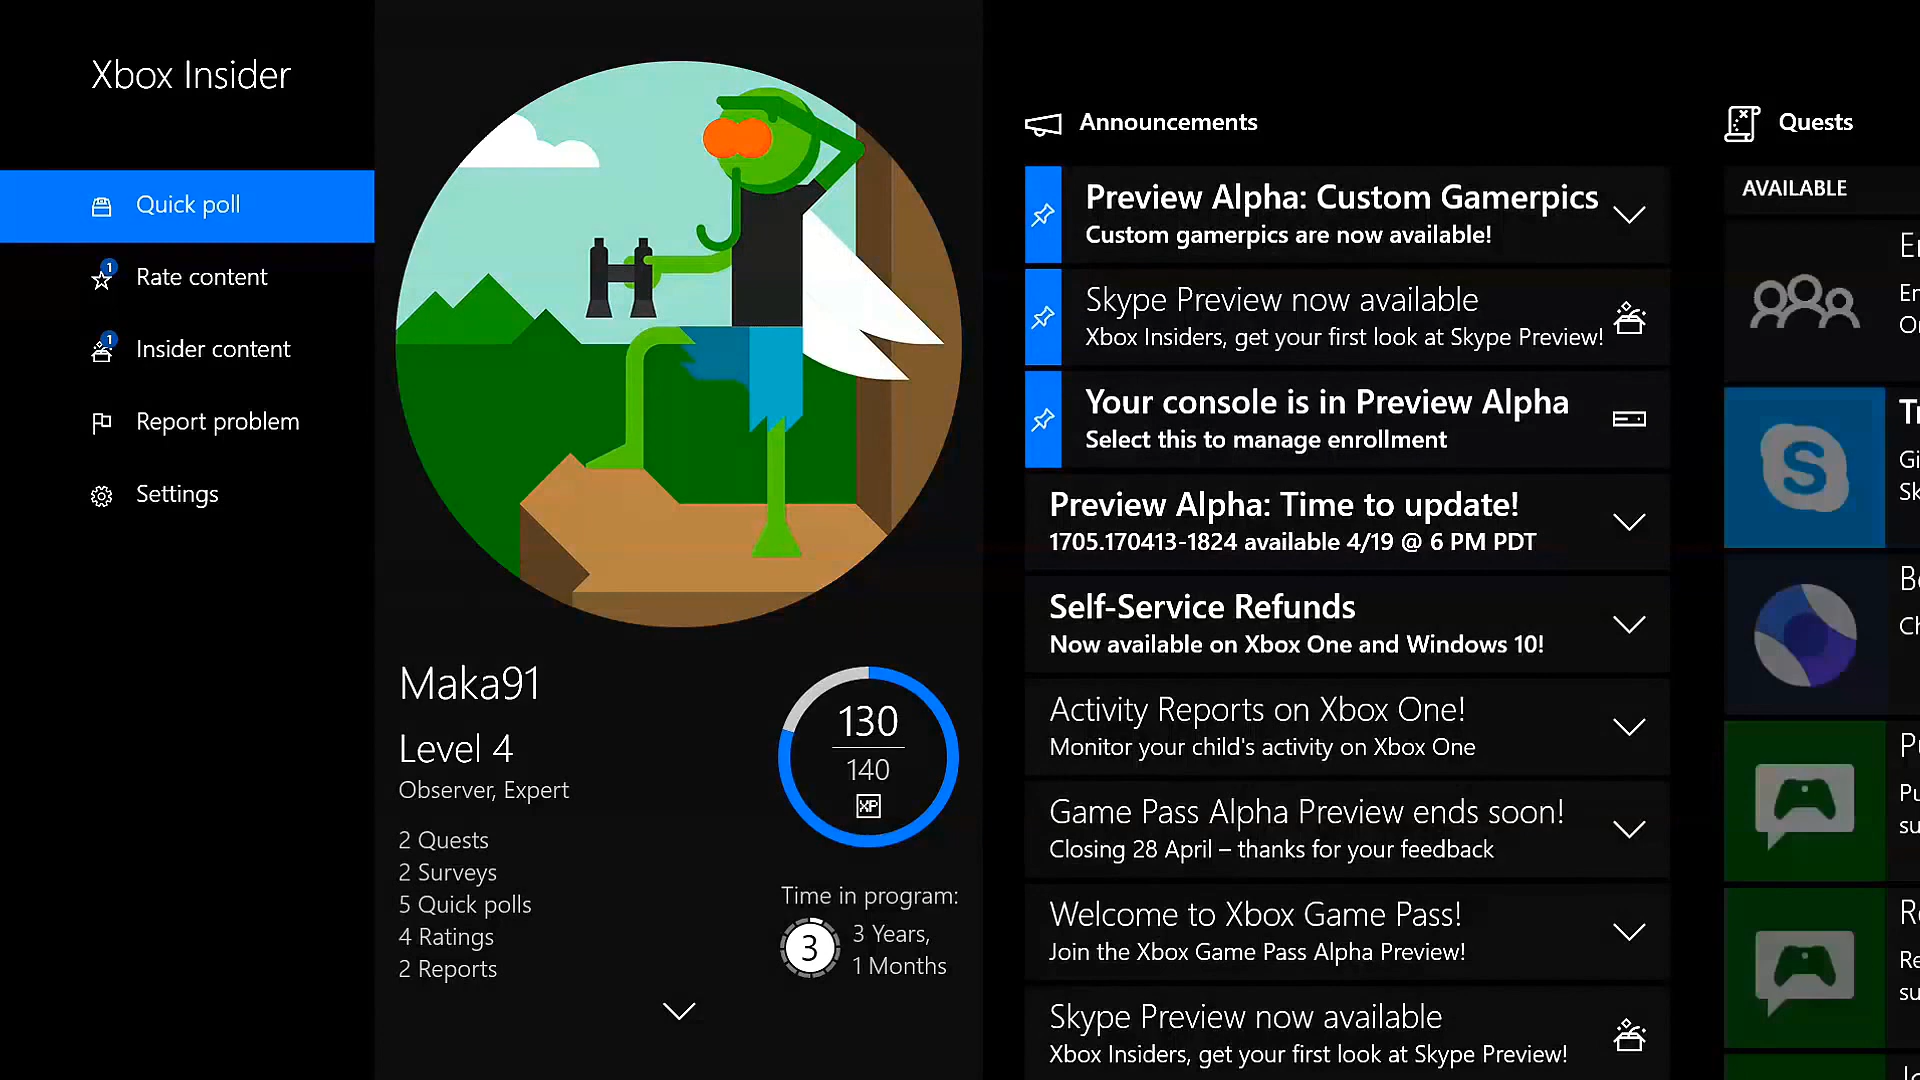 Xbox Insider
Quick poll
1
Rate content
1
Insider content
Report problem
Settings
Maka91
Level 4
Observer, Expert
2 Quests
2 Surveys
5 Quick polls
4 Ratings
2 Reports
130
140
XP
Time in program:
3
3 Years,
1 Months
Announcements
Preview Alpha: Custom Gamerpics
Custom gamerpics are now available!
Skype Preview now available
Xbox Insiders, get your first look at Skype Preview!
Your console is in Preview Alpha
Select this to manage enrollment
Preview Alpha: Time to update!
1705.170413-1824 available 4/19 @ 6 PM PDT
Self-Service Refunds
Now available on Xbox One and Windows 10!
Activity Reports on Xbox One!
Monitor your child's activity on Xbox One
Game Pass Alpha Preview ends soon!
Closing 28 April – thanks for your feedback
Welcome to Xbox Game Pass!
Join the Xbox Game Pass Alpha Preview!
Skype Preview now available
Xbox Insiders, get your first look at Skype Preview!
Quests
AVAILABLE
S